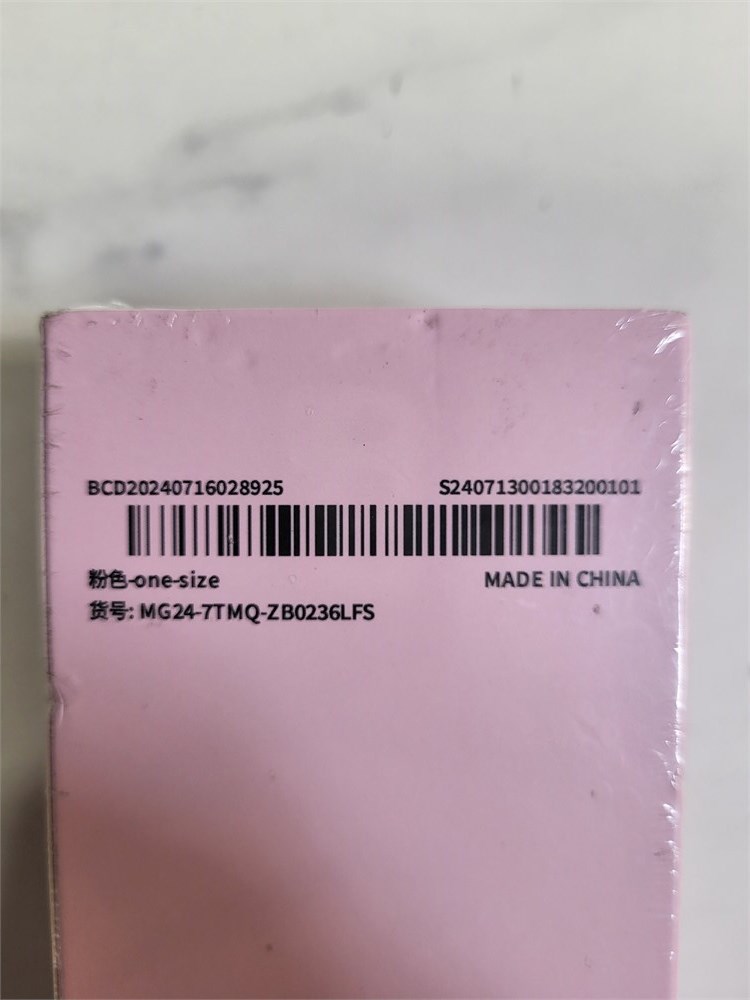 BCD20240716028925 S24071300183200101
粉色-one-size MADE IN CHINA
货号: MG24-7TMQ-ZB0236LFS